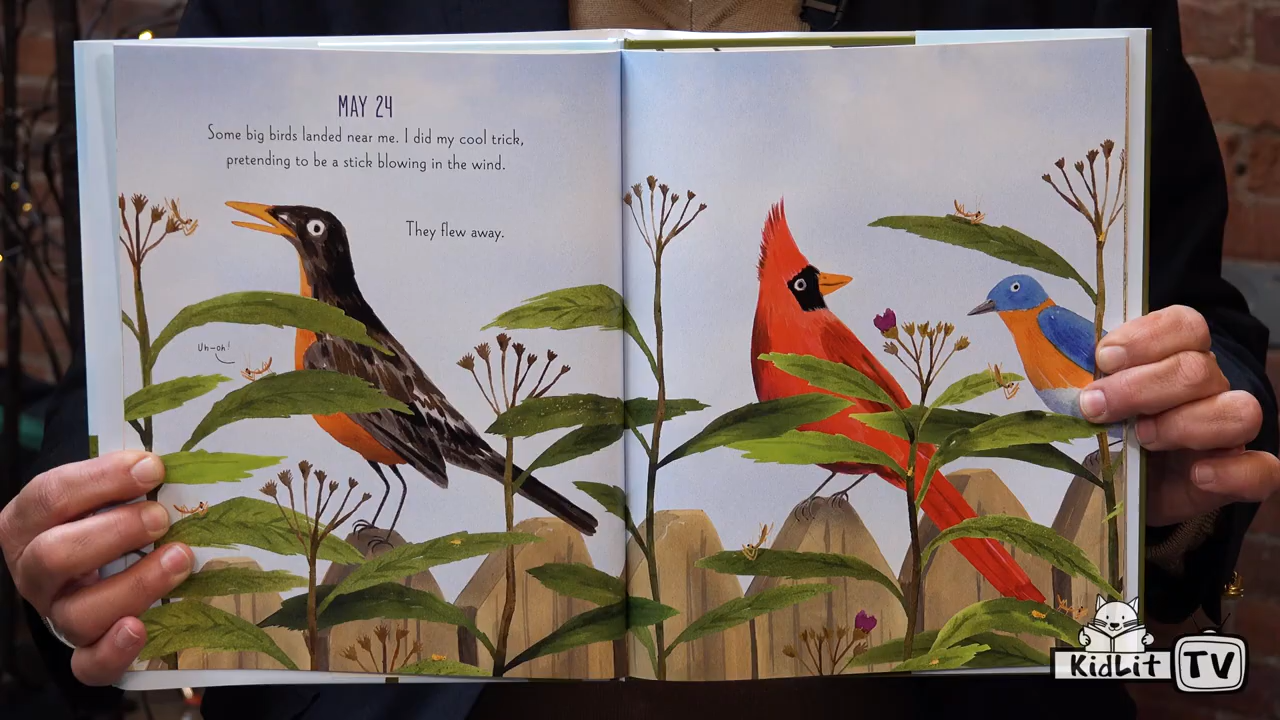 MAY 24
Some big birds landed near me. I did my cool trick,
pretending to be a stick blowing in the wind.
They flew away.
Uh-oh!
KidLit TV